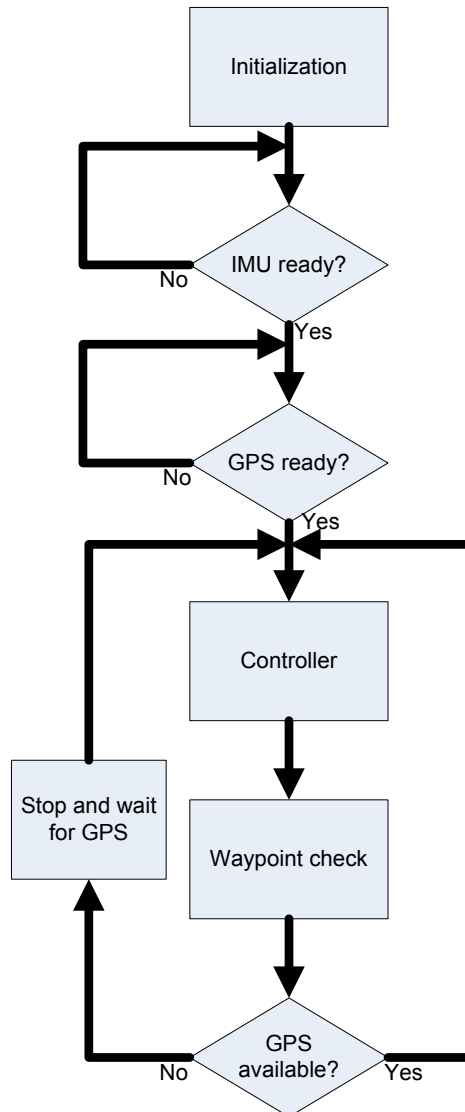 Initialization
IMU ready?
No
Yes
GPS ready?
No
Yes
Controller
Stop and wait
for GPS
Waypoint check
GPS
available?
No
Yes